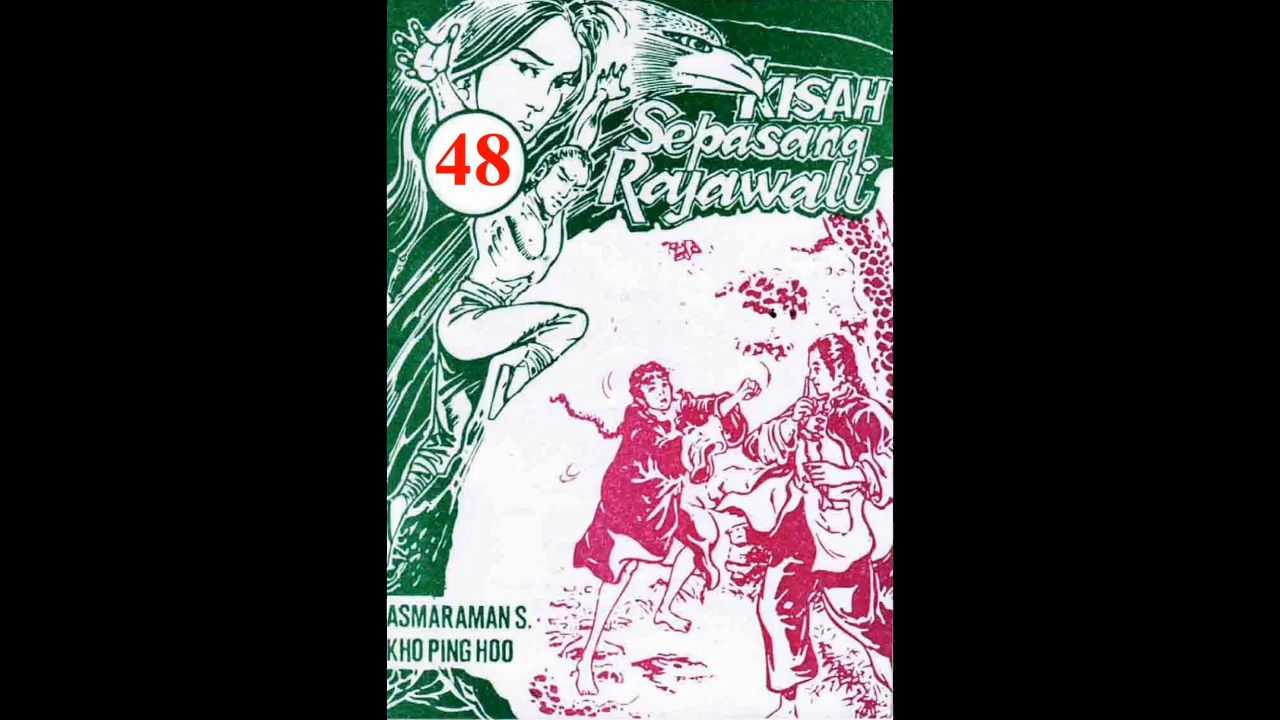 KISAH
Sepasang
Rajawali
48
ASMARAMAN S.
KHO PING HOO